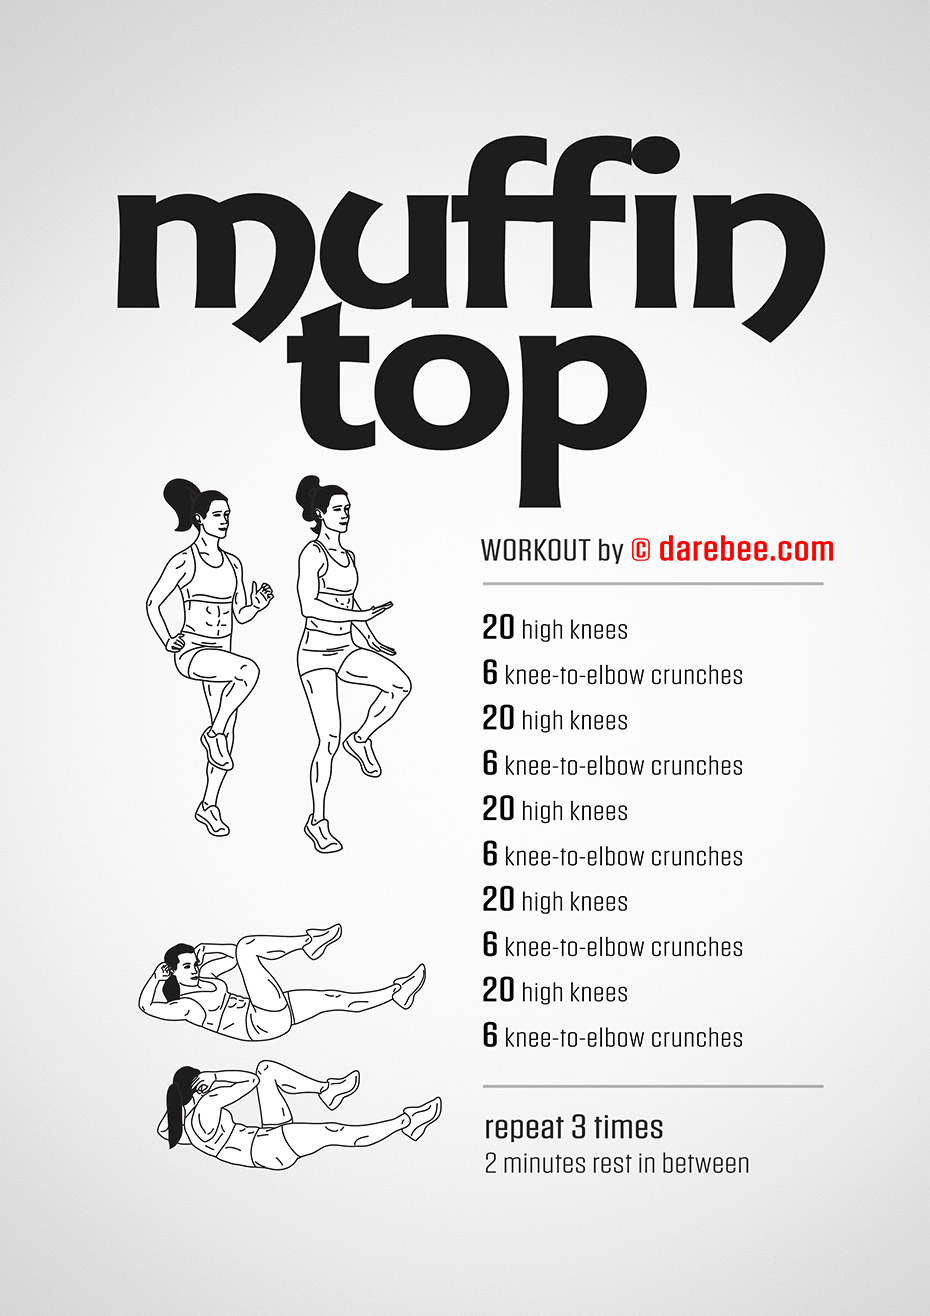 muffin
top
WORKOUT by © darebee.com
20 high knees
6 knee-to-elbow crunches
20 high knees
6 knee-to-elbow crunches
20 high knees
6 knee-to-elbow crunches
20 high knees
6 knee-to-elbow crunches
20 high knees
6 knee-to-elbow crunches
repeat 3 times
2 minutes rest in between